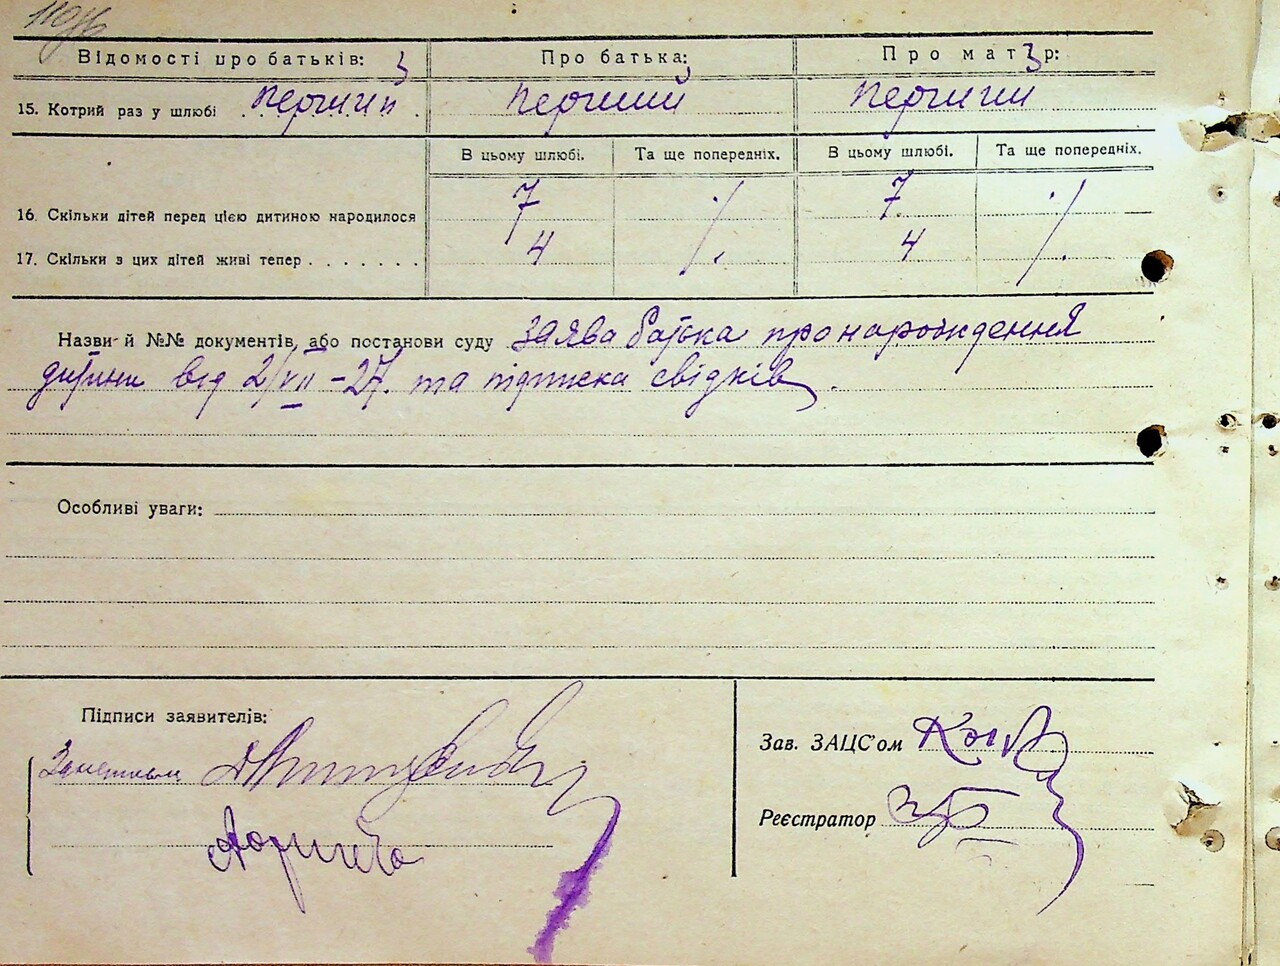 Відомості про батьків: Про батька: Про матір:
15. Котрий раз у шлюбі перший перший перший
В цьому шлюбі. Та ще попередніх. В цьому шлюбі. Та ще попередніх.
16. Скільки дітей перед цією дитиною народилося 7 ./. 7 ./.
17. Скільки з цих дітей живі тепер . . . . . . . 4 4
Назви й №№ документів, або постанови суду заява батька про народження
дитини від 2/VII – 27. та підписка свідків.
Особливі уваги:
Підписи заявителів:
Зав. ЗАЦС'ом
Реєстратор